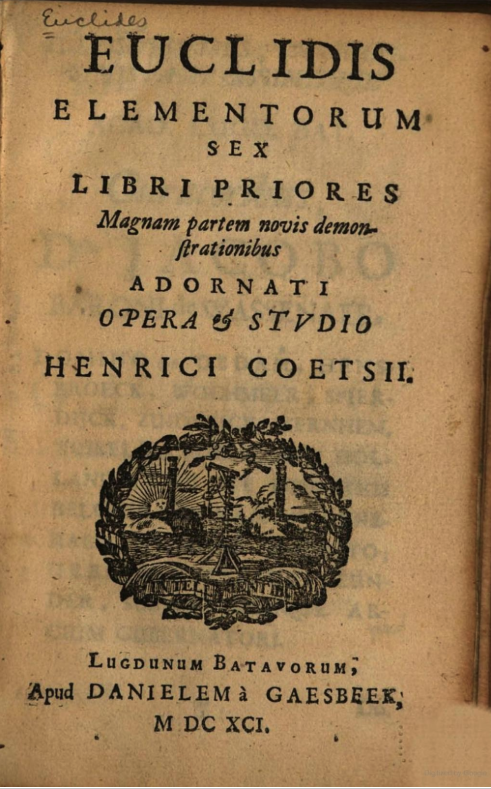 Euclides
EUCLIDIS
ELEMENTORUM
SEX
LIBRI PRIORES
Magnam partem novis demon-
strationibus
ADORNATI
OPERA & STVDIO
HENRICI COETSII.
LUGDUNUM BATAVORUM,
Apud DANIELEM à GAESBEEK,
M DC XCI.